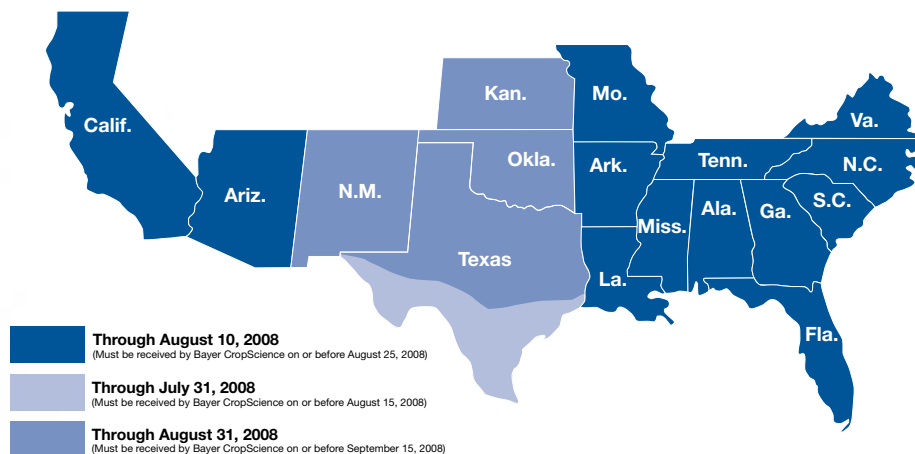 Calif.
Ariz.
N.M.
Kan.
Okla.
Texas
Mo.
Ark.
La.
Tenn.
Miss.
Ala.
Ga.
Va.
N.C.
S.C.
Fla.
Through August 10, 2008
(Must be received by Bayer CropScience on or before August 25, 2008)
Through July 31, 2008
(Must be received by Bayer CropScience on or before August 15, 2008)
Through August 31, 2008
(Must be received by Bayer CropScience on or before September 15, 2008)